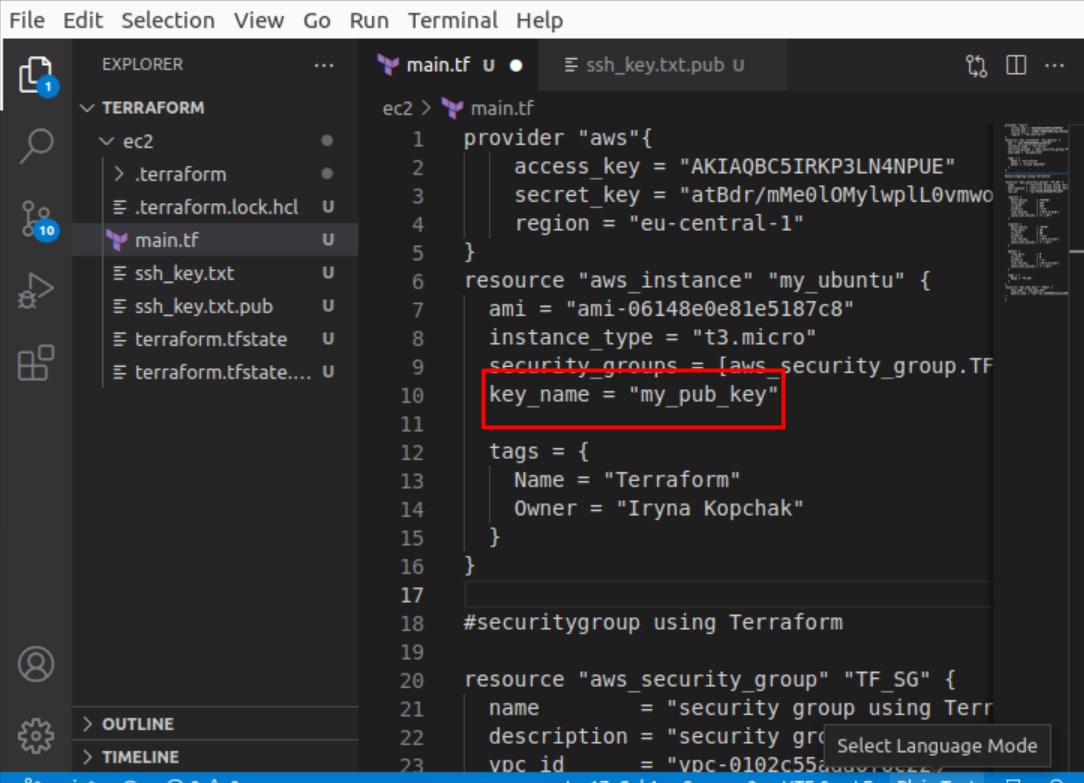 File Edit Selection View Go Run Terminal Help
EXPLORER ...
1
TERRAFORM
ec2
.terraform
.terraform.lock.hcl U
10
main.tf U
ssh_key.txt U
ssh_key.txt.pub U
terraform.tfstate U
terraform.tfstate.... U
OUTLINE
TIMELINE
main.tf U
ssh_key.txt.pub U
...
ec2 > main.tf
1 provider "aws"{
2 access_key = "AKIAQBC5IRKP3LN4NPUE"
3 secret_key = "atBdr/mMe0lOMylwplL0vmwo
4 region = "eu-central-1"
5 }
6 resource "aws_instance" "my_ubuntu" {
7 ami = "ami-06148e0e81e5187c8"
8 instance_type = "t3.micro"
9 security_groups = [aws_security_group.TF
10 key_name = "my_pub_key"
11
12 tags = {
13 Name = "Terraform"
14 Owner = "Iryna Kopchak"
15 }
16 }
17
18 #securitygroup using Terraform
19
20 resource "aws_security_group" "TF_SG" {
21 name = "security group using Terr
22 description = "security
23 vpc_id =
Select Language Mode